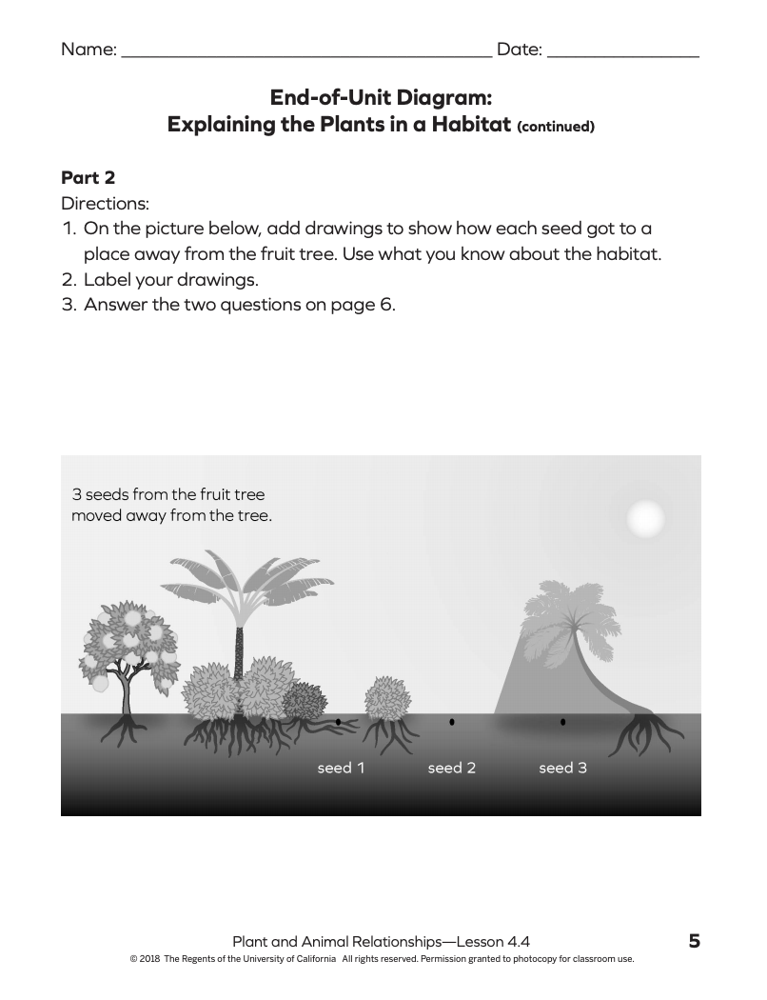 Name: ______________________________________ Date: ________________
End-of-Unit Diagram:
Explaining the Plants in a Habitat (continued)
Part 2
Directions:
1. On the picture below, add drawings to show how each seed got to a
place away from the fruit tree. Use what you know about the habitat.
2. Label your drawings.
3. Answer the two questions on page 6.
3 seeds from the fruit tree
moved away from the tree.
seed 1 seed 2 seed 3
Plant and Animal Relationships—Lesson 4.4 5
© 2018 The Regents of the University of California All rights reserved. Permission granted to photocopy for classroom use.